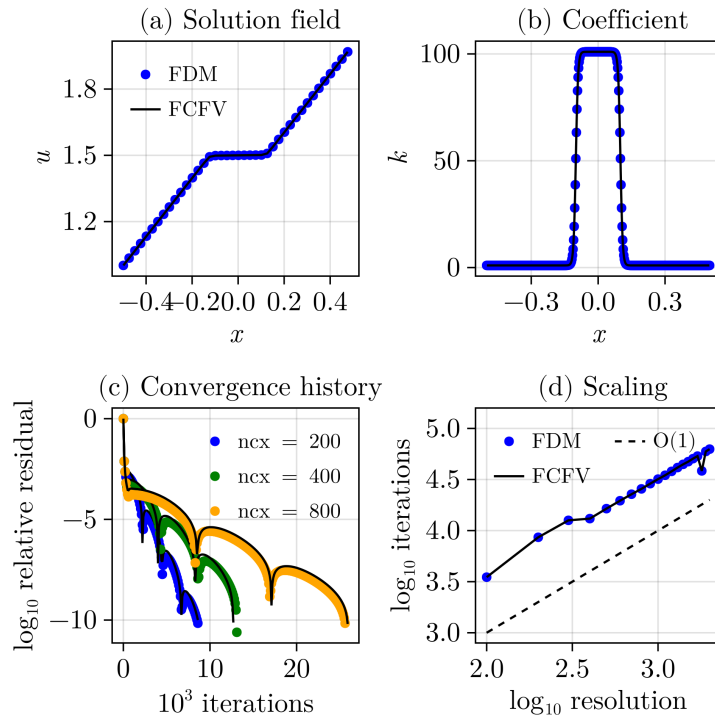 (a) Solution field
u
1.8
1.5
1.2
FDM
FCFV
−0.4
−0.2
0.0
0.2
0.4
x
(b) Coefficient
k
100
50
0
−0.3
0.0
0.3
x
(c) Convergence history
log₁₀ relative residual
0
−5
−10
ncx = 200
ncx = 400
ncx = 800
0
10
20
10³ iterations
(d) Scaling
log₁₀ iterations
5.0
4.5
4.0
3.5
3.0
FDM
FCFV
O(1)
2.0
2.5
3.0
log₁₀ resolution